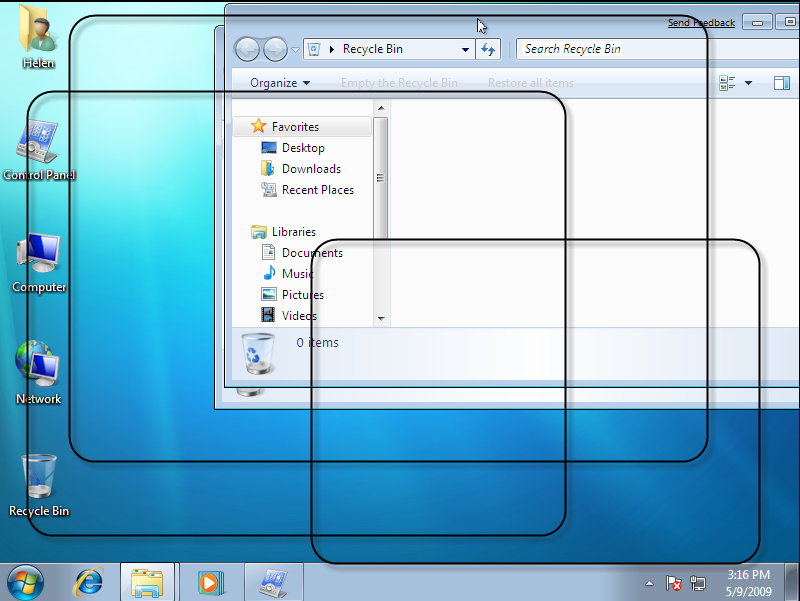 Send Feedback
Helen
Recycle Bin
Search Recycle Bin
Organize
Empty the Recycle Bin
Restore all items
Favorites
Desktop
Downloads
Recent Places
Libraries
Documents
Music
Pictures
Videos
0 items
Control Panel
Computer
Network
Recycle Bin
3:16 PM
5/9/2009